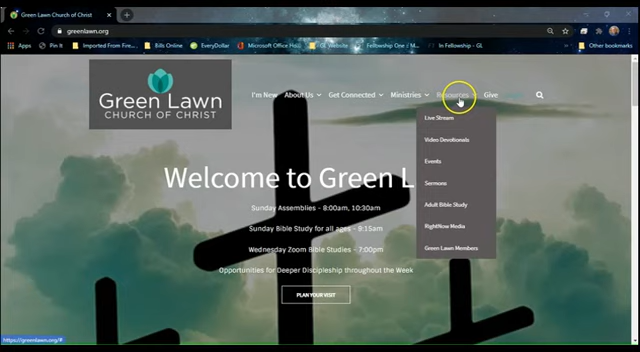 Green Lawn Church of Christ
greenlawn.org
Apps
Pin It
Imported From Fire...
Bills Online
EveryDollar
Microsoft Office Ho
GL Website
Fellowship One
In Fellowship - GL
Other bookmarks
Green Lawn
CHURCH OF CHRIST
I'm New
About Us
Get Connected
Ministries
Resources
Give
Live Stream
Video Devotionals
Events
Sermons
Adult Bible Study
RightNow Media
Green Lawn Members
Welcome to Green L
Sunday Assemblies - 8:00am, 10:30am
Sunday Bible Study for all ages - 9:15am
Wednesday Zoom Bible Studies - 7:00pm
Opportunities for Deeper Discipleship throughout the Week
PLAN YOUR VISIT
https://greenlawn.org/#